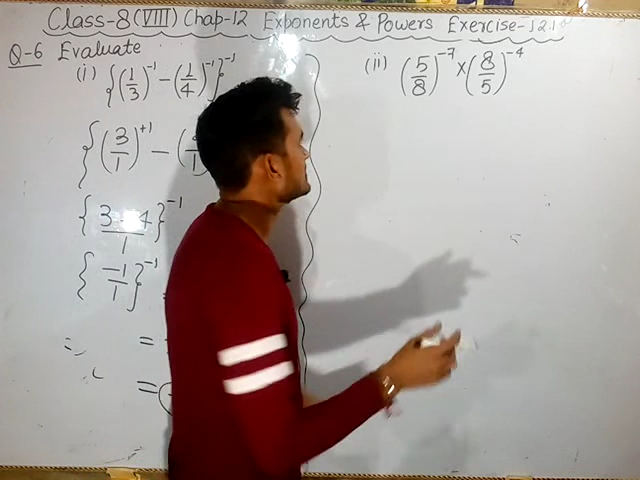 Class-8 (VIII) Chap-12 Exponents & Powers Exercise-12.1
Q-6 Evaluate
(i) {(1/3)^-1 - (1/4)^-1}^-1
{(3/1)^+1 - (
{3-4/1}^-1
{-1/1}^-1
=
=
(ii) (5/8)^-7 × (8/5)^-4